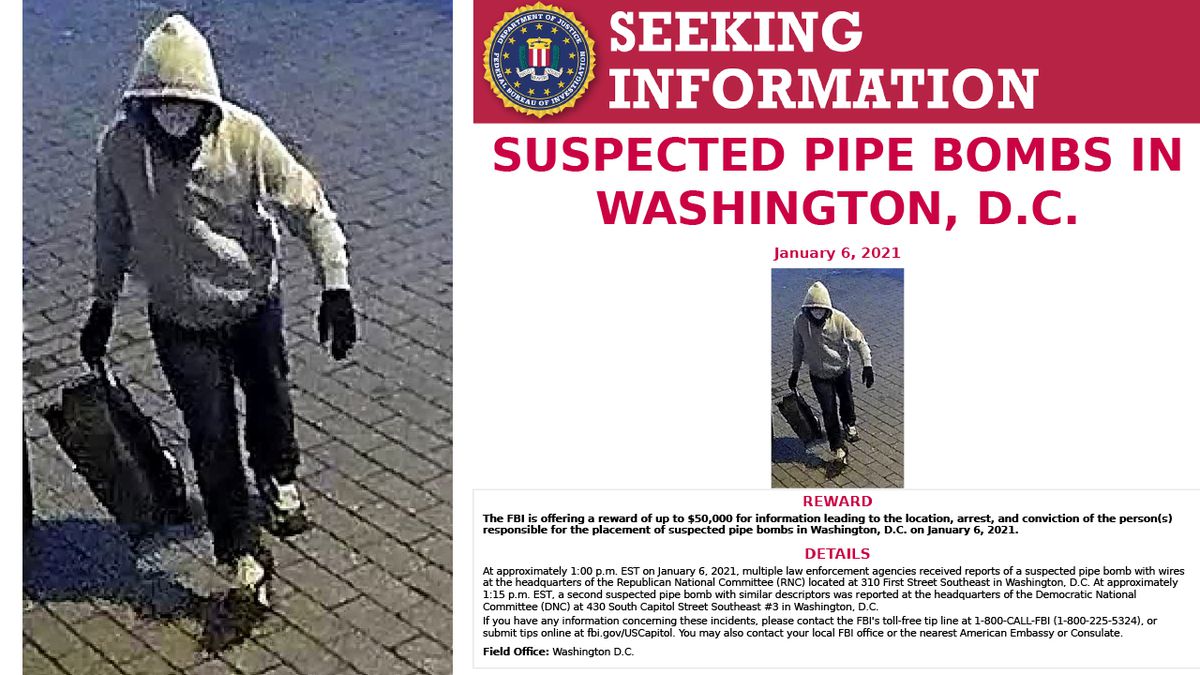 DEPARTMENT OF JUSTICE
FEDERAL BUREAU OF INVESTIGATION
SEEKING
INFORMATION
SUSPECTED PIPE BOMBS IN
WASHINGTON, D.C.
January 6, 2021
REWARD
The FBI is offering a reward of up to $50,000 for information leading to the location, arrest, and conviction of the person(s)
responsible for the placement of suspected pipe bombs in Washington, D.C. on January 6, 2021.
DETAILS
At approximately 1:00 p.m. EST on January 6, 2021, multiple law enforcement agencies received reports of a suspected pipe bomb with wires
at the headquarters of the Republican National Committee (RNC) located at 310 First Street Southeast in Washington, D.C. At approximately
1:15 p.m. EST, a second suspected pipe bomb with similar descriptors was reported at the headquarters of the Democratic National
Committee (DNC) at 430 South Capitol Street Southeast #3 in Washington, D.C.
If you have any information concerning these incidents, please contact the FBI's toll-free tip line at 1-800-CALL-FBI (1-800-225-5324), or
submit tips online at fbi.gov/USCapitol. You may also contact your local FBI office or the nearest American Embassy or Consulate.
Field Office: Washington D.C.